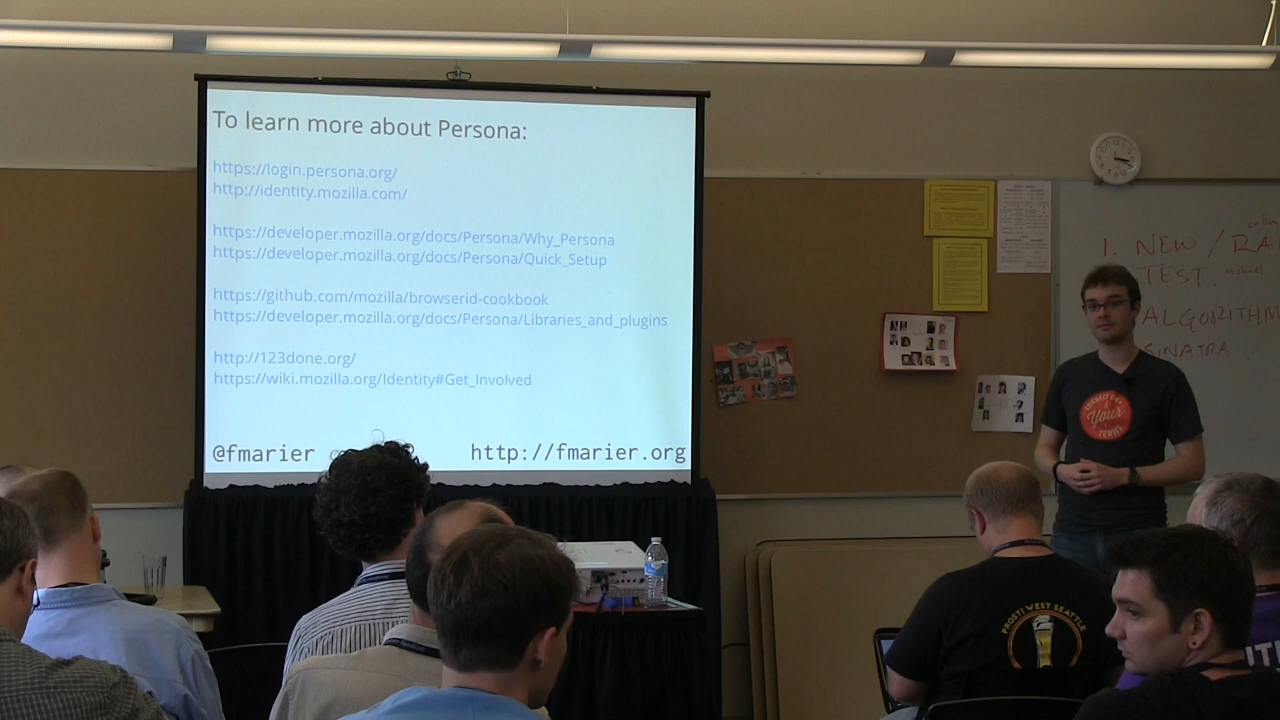 To learn more about Persona:
https://login.persona.org/
http://identity.mozilla.com/
https://developer.mozilla.org/docs/Persona/Why_Persona
https://developer.mozilla.org/docs/Persona/Quick_Setup
https://github.com/mozilla/browserid-cookbook
https://developer.mozilla.org/docs/Persona/Libraries_and_plugins
http://123done.org/
https://wiki.mozilla.org/Identity#Get_Involved
@fmarier
http://fmarier.org
1. NEW / RA
TEST.
ALGORITHM
SINATRA.
Your
TERMS
PROST! WEST SEATTLE